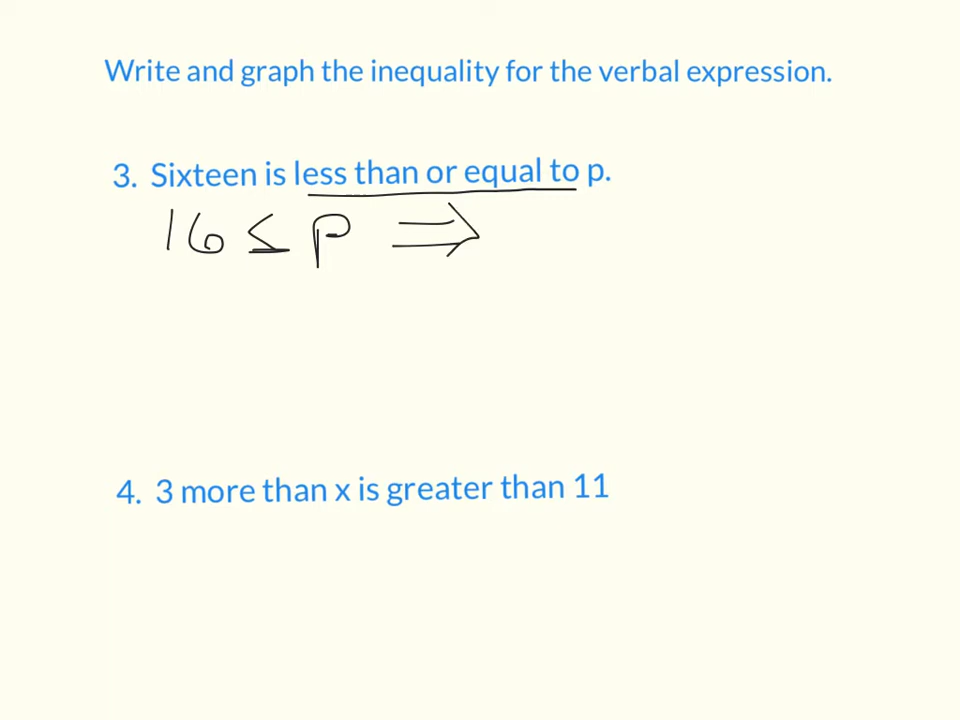 Write and graph the inequality for the verbal expression.
3. Sixteen is less than or equal to p.
16 ≤ p ⇒
4. 3 more than x is greater than 11